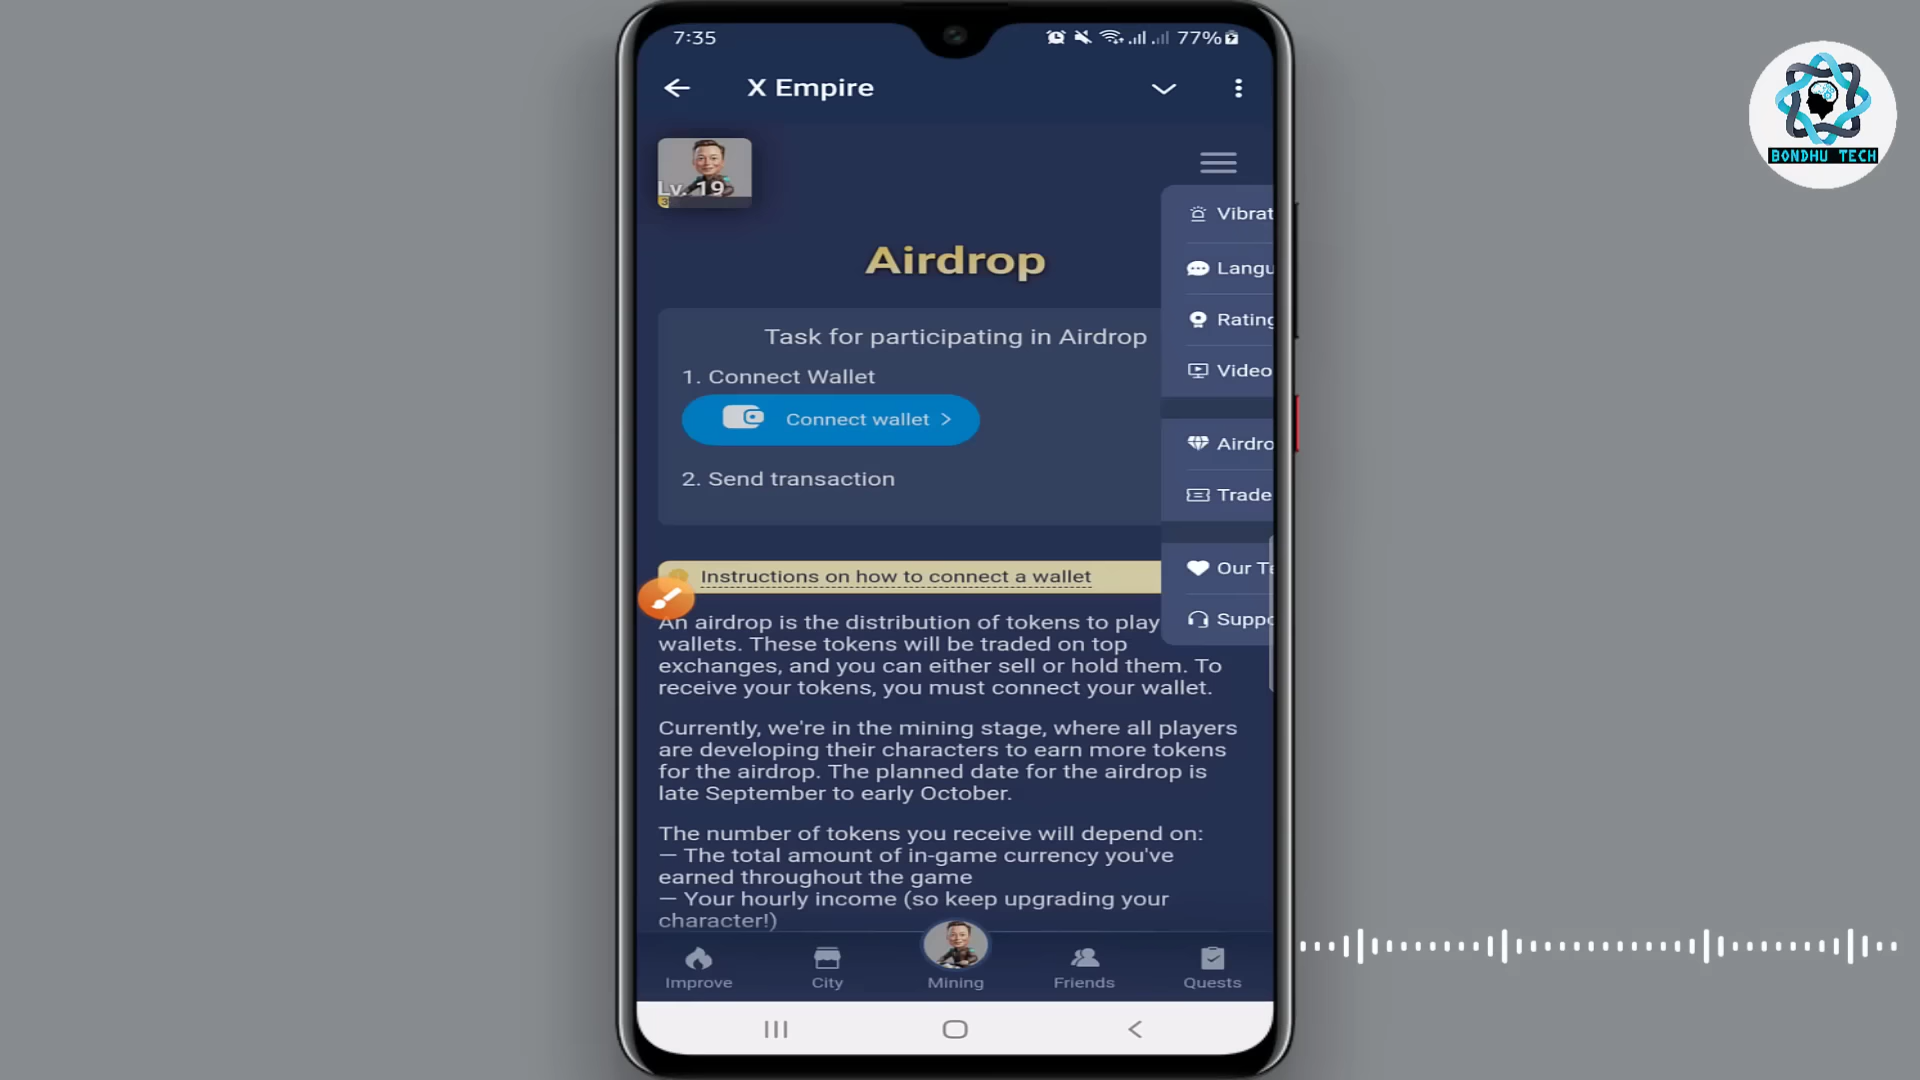 7:35
77%
X Empire
Lv. 19
Vibrat
Langu
Rating
Video
Airdro
Trade
Our Te
Suppo
Airdrop
Task for participating in Airdrop
1. Connect Wallet
Connect wallet >
2. Send transaction
Instructions on how to connect a wallet
An airdrop is the distribution of tokens to play
wallets. These tokens will be traded on top
exchanges, and you can either sell or hold them. To
receive your tokens, you must connect your wallet.
Currently, we're in the mining stage, where all players
are developing their characters to earn more tokens
for the airdrop. The planned date for the airdrop is
late September to early October.
The number of tokens you receive will depend on:
— The total amount of in-game currency you've
earned throughout the game
— Your hourly income (so keep upgrading your
character!)
Improve
City
Mining
Friends
Quests
BONDHU TECH